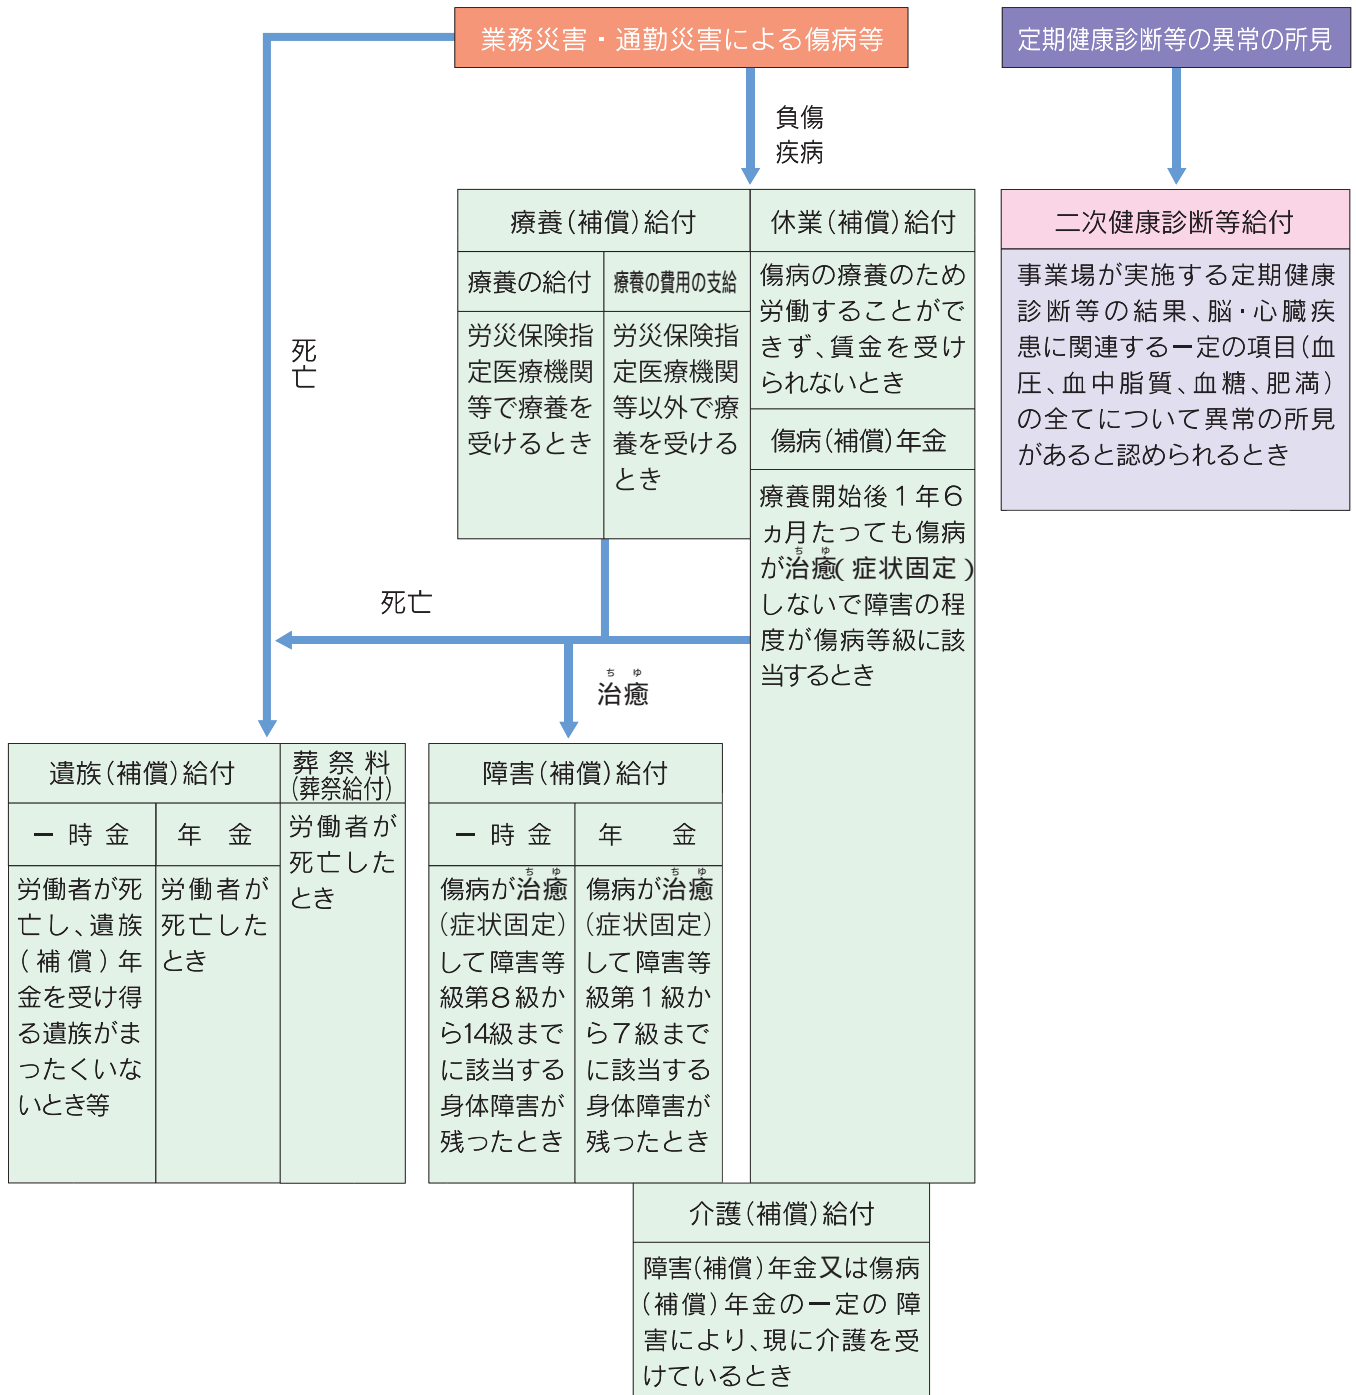 業務災害・通勤災害による傷病等
定期健康診断等の異常の所見
負傷
疾病
死亡
療養(補償)給付
療養の給付
労災保険指
定医療機関
等で療養を
受けるとき
療養の費用の支給
労災保険指
定医療機関
等以外で療
養を受ける
とき
休業(補償)給付
傷病の療養のため
労働することがで
きず、賃金を受け
られないとき
傷病(補償)年金
療養開始後1年6
ヵ月たっても傷病
ちゆ
が治癒(症状固定)
しないで障害の程
度が傷病等級に該
当するとき
二次健康診断等給付
事業場が実施する定期健康
診断等の結果、脳・心臓疾
患に関連する一定の項目(血
圧、血中脂質、血糖、肥満)
の全てについて異常の所見
があると認められるとき
死亡
ちゆ
治癒
遺族(補償)給付
一時金
労働者が死
亡し、遺族
(補償)年
金を受け得
る遺族がま
ったくいな
いとき等
年金
労働者が
死亡した
とき
葬祭料
(葬祭給付)
労働者が
死亡した
とき
障害(補償)給付
一時金
ちゆ
傷病が治癒
(症状固定)
して障害等
級第8級か
ら14級まで
に該当する
身体障害が
残ったとき
年金
ちゆ
傷病が治癒
(症状固定)
して障害等
級第1級か
ら7級まで
に該当する
身体障害が
残ったとき
介護(補償)給付
障害(補償)年金又は傷病
(補償)年金の一定の障
害により、現に介護を受
けているとき